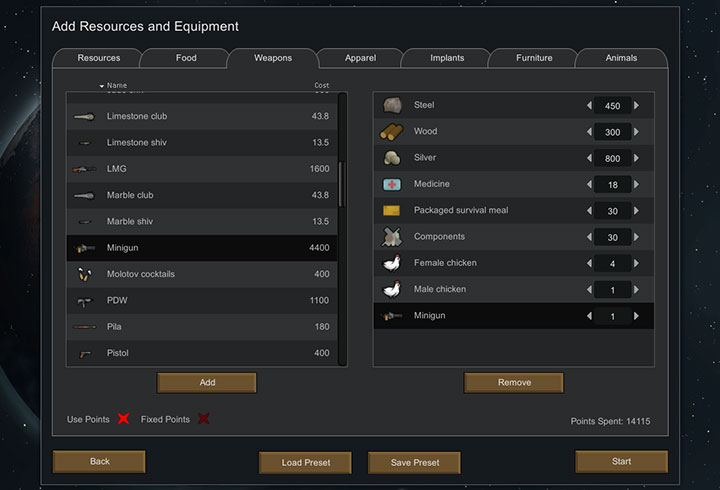 Add Resources and Equipment
Resources Food Weapons Apparel Implants Furniture Animals
Name Cost
Limestone club 43.8
Limestone shiv 13.5
LMG 1600
Marble club 43.8
Marble shiv 13.5
Minigun 4400
Molotov cocktails 400
PDW 1100
Pila 180
Pistol 400
Add
Steel 450
Wood 300
Silver 800
Medicine 18
Packaged survival meal 30
Components 30
Female chicken 4
Male chicken 1
Minigun 1
Remove
Use Points Fixed Points
Points Spent: 14115
Back Load Preset Save Preset Start